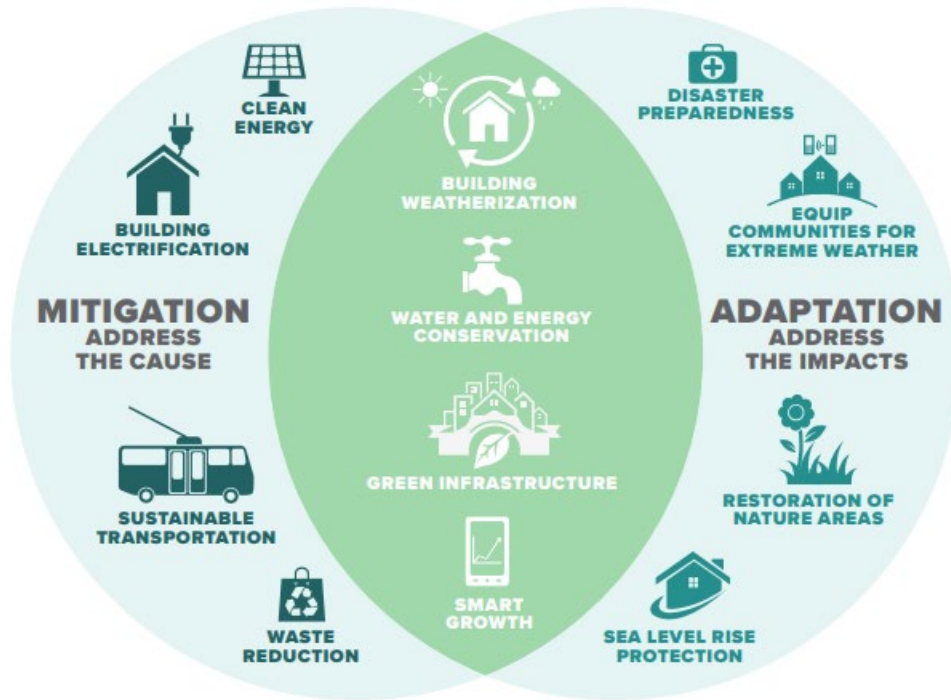 CLEAN
ENERGY
BUILDING
ELECTRIFICATION
MITIGATION
ADDRESS
THE CAUSE
SUSTAINABLE
TRANSPORTATION
WASTE
REDUCTION
BUILDING
WEATHERIZATION
WATER AND ENERGY
CONSERVATION
GREEN INFRASTRUCTURE
SMART
GROWTH
DISASTER
PREPAREDNESS
EQUIP
COMMUNITIES FOR
EXTREME WEATHER
ADAPTATION
ADDRESS
THE IMPACTS
RESTORATION OF
NATURE AREAS
SEA LEVEL RISE
PROTECTION